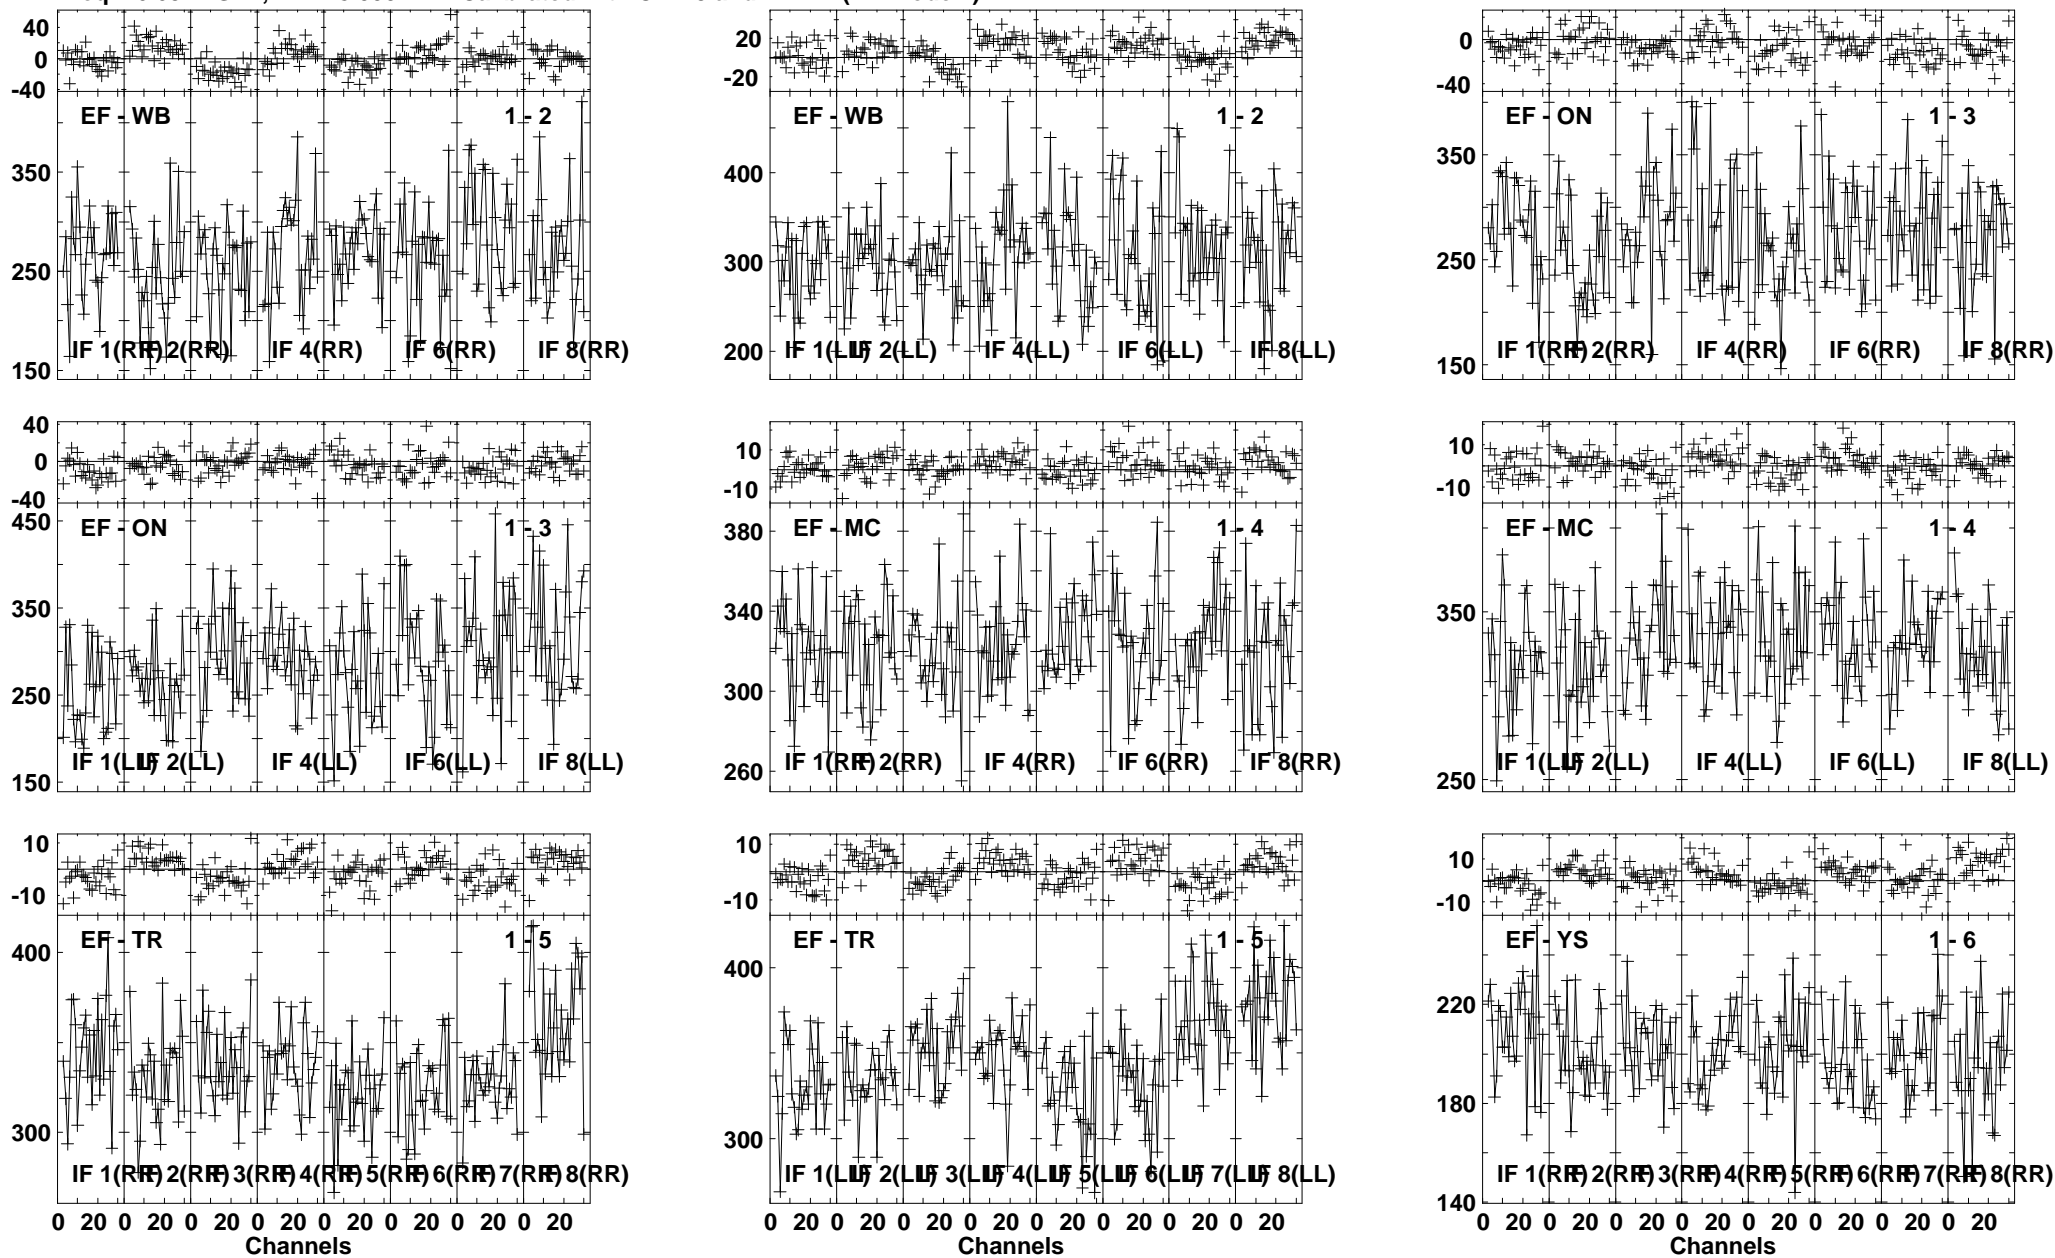 40
0
-40
EF - WB
1 - 2
350
250
150
IF 1(RR)
IF 2(RR)
IF 4(RR)
IF 6(RR)
IF 8(RR)
20
-20
EF - WB
1 - 2
400
300
200
IF 1(LL)
IF 2(LL)
IF 4(LL)
IF 6(LL)
IF 8(LL)
0
-40
EF - ON
1 - 3
350
250
150
IF 1(RR)
IF 2(RR)
IF 4(RR)
IF 6(RR)
IF 8(RR)
40
0
-40
450
EF - ON
1 - 3
350
250
150
IF 1(LL)
IF 2(LL)
IF 4(LL)
IF 6(LL)
IF 8(LL)
10
-10
380
EF - MC
1 - 4
340
300
260
IF 1(RR)
IF 2(RR)
IF 4(RR)
IF 6(RR)
IF 8(RR)
10
-10
EF - MC
1 - 4
350
250
IF 1(LL)
IF 2(LL)
IF 4(LL)
IF 6(LL)
IF 8(LL)
10
-10
EF - TR
1 - 5
400
300
IF 1(RR)
IF 2(RR)
IF 3(RR)
IF 4(RR)
IF 5(RR)
IF 6(RR)
IF 7(RR)
IF 8(RR)
0 20 0 20 0 20 0 20 0 20 0 20 0 20 0 20
Channels
10
-10
EF - TR
1 - 5
400
300
IF 1(LL)
IF 2(LL)
IF 3(LL)
IF 4(LL)
IF 5(LL)
IF 6(LL)
IF 7(LL)
IF 8(LL)
0 20 0 20 0 20 0 20 0 20 0 20 0 20 0 20
Channels
10
-10
EF - YS
1 - 6
220
180
140
IF 1(RR)
IF 2(RR)
IF 3(RR)
IF 4(RR)
IF 5(RR)
IF 6(RR)
IF 7(RR)
IF 8(RR)
0 20 0 20 0 20 0 20 0 20 0 20 0 20 0 20
Channels